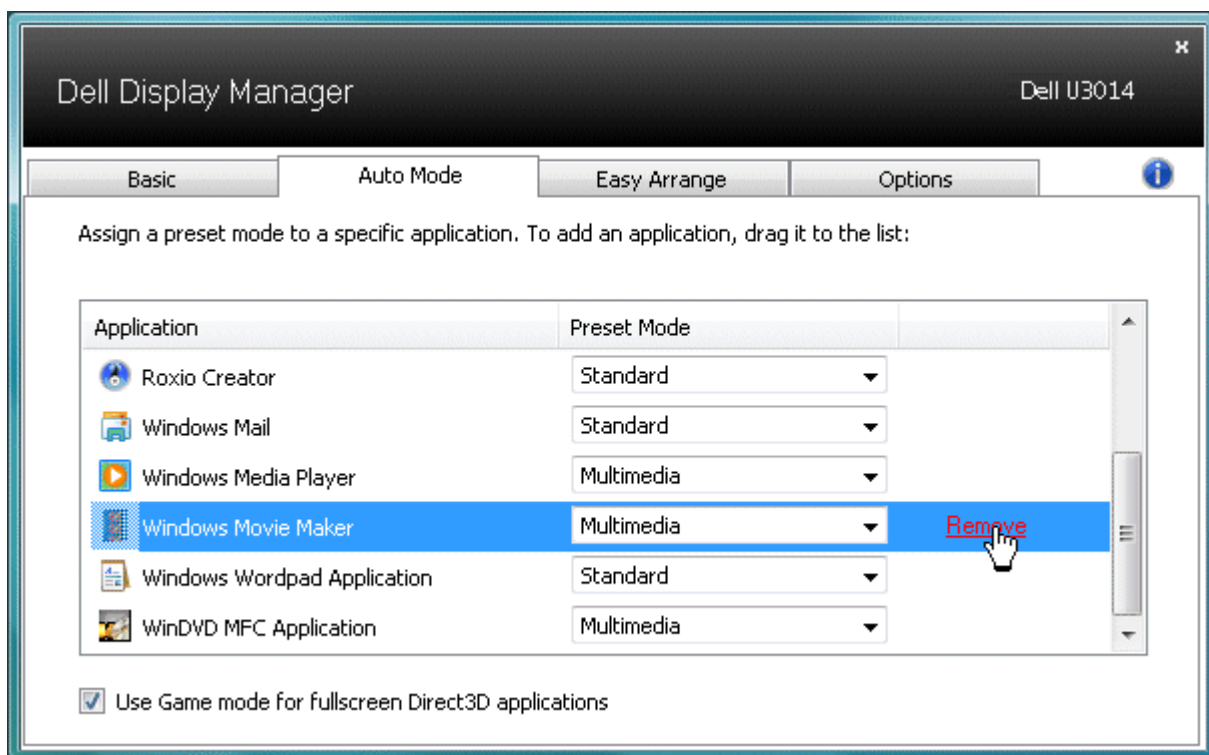 x
Dell Display Manager Dell U3014
Basic Auto Mode Easy Arrange Options i
Assign a preset mode to a specific application. To add an application, drag it to the list:
Application Preset Mode
Roxio Creator Standard
Windows Mail Standard
Windows Media Player Multimedia
Windows Movie Maker Multimedia Remove
Windows Wordpad Application Standard
WinDVD MFC Application Multimedia
Use Game mode for fullscreen Direct3D applications